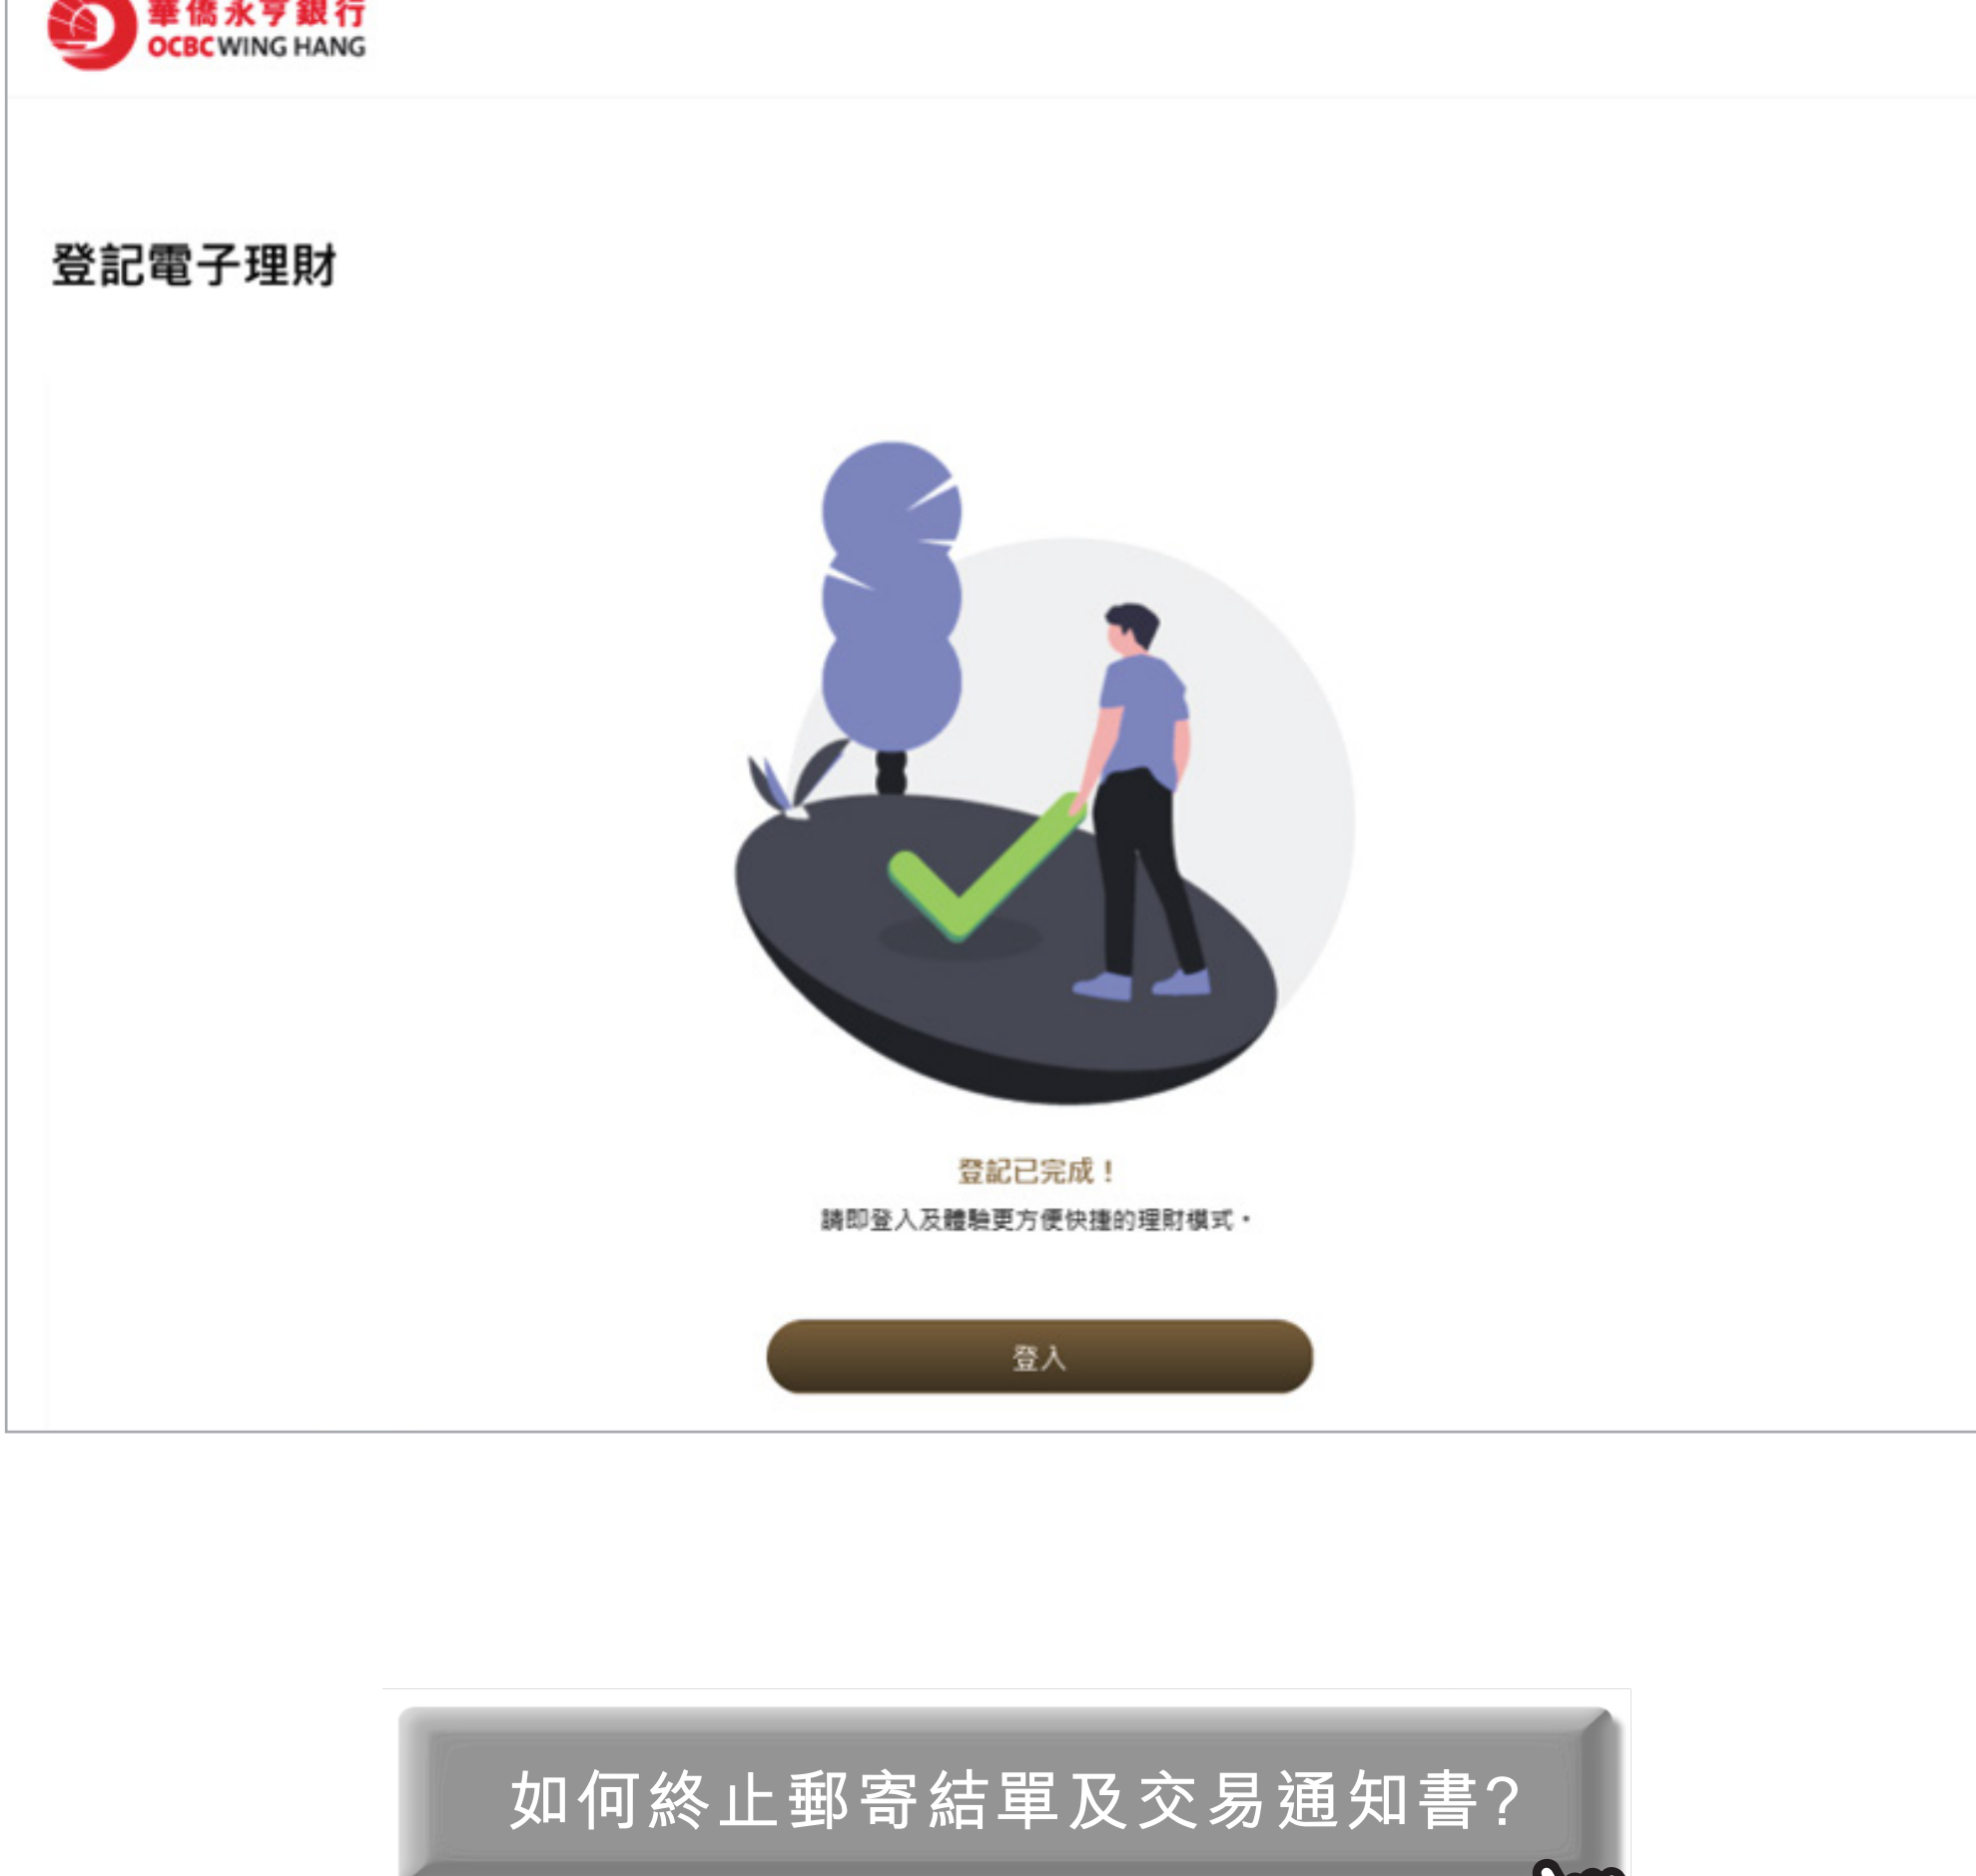 華僑永亨銀行
OCBC WING HANG
登記電子理財
登記已完成！
請即登入及體驗更方便快捷的理財模式。
登入
如何終止郵寄結單及交易通知書?